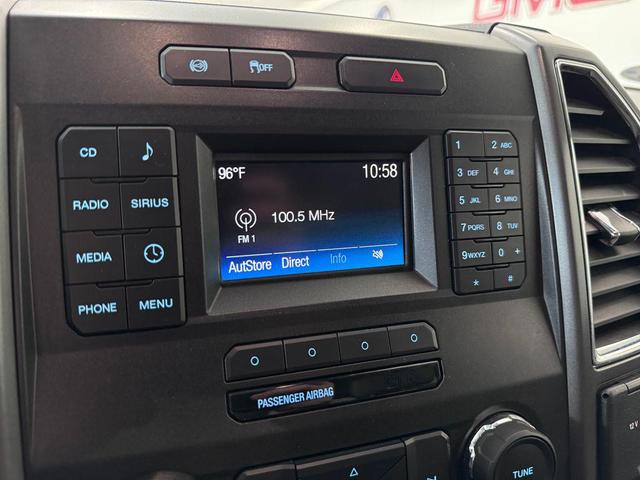 GMC
OFF
CD
RADIO SIRIUS
MEDIA
PHONE MENU
96°F 10:58
100.5 MHz
FM 1
AutStore Direct Info
1 2 ABC
3 DEF 4 GHI
5 JKL 6 MNO
7 PQRS 8 TUV
9 WXYZ 0 +
* #
PASSENGER AIRBAG
TUNE
12 V